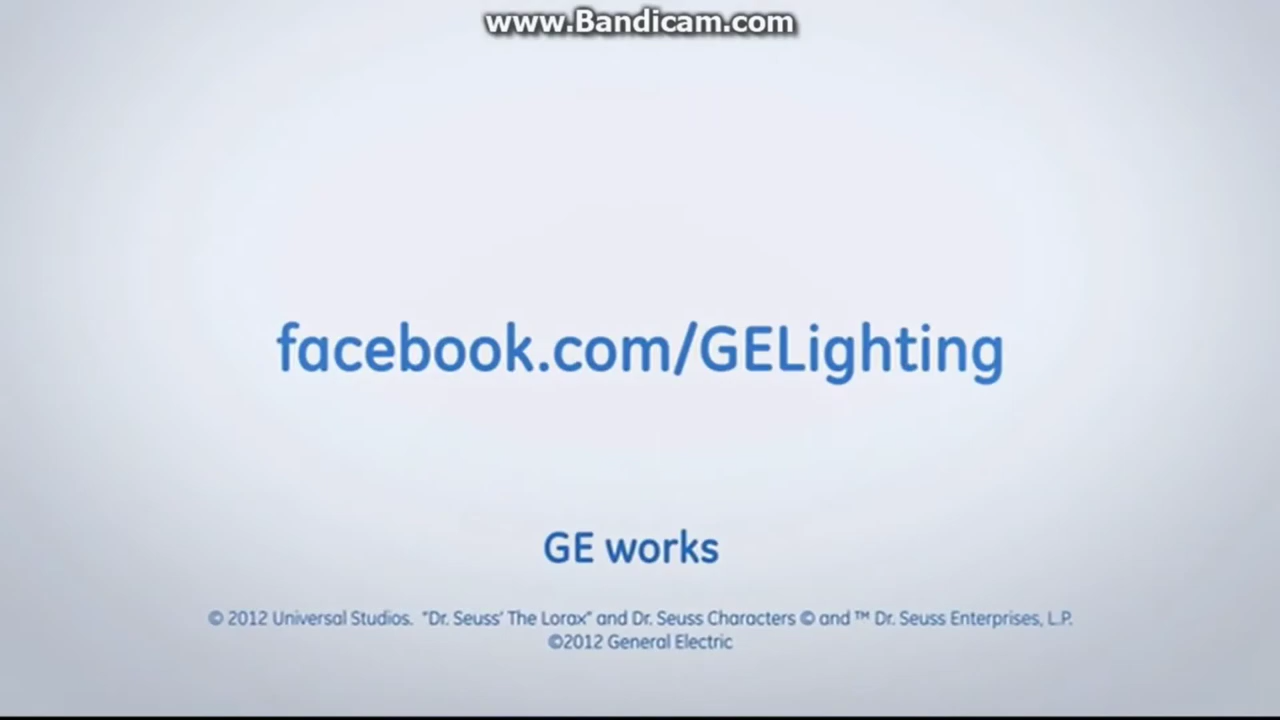 www.Bandicam.com
facebook.com/GELighting
GE works
© 2012 Universal Studios. "Dr. Seuss' The Lorax" and Dr. Seuss Characters © and ™ Dr. Seuss Enterprises, L.P.
©2012 General Electric